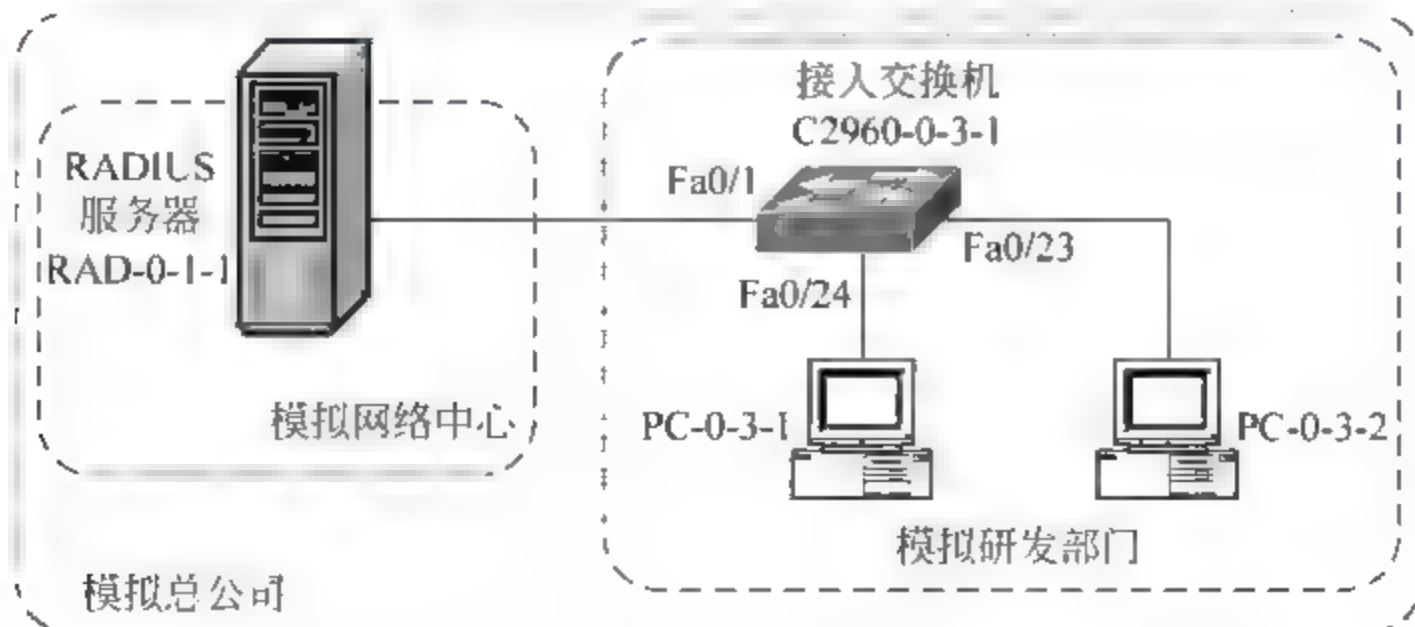 接入交换机
C2960-0-3-1
RADIUS
服务器
RAD-0-1-1
Fa0/1
Fa0/23
Fa0/24
PC-0-3-1
PC-0-3-2
模拟网络中心
模拟研发部门
模拟总公司